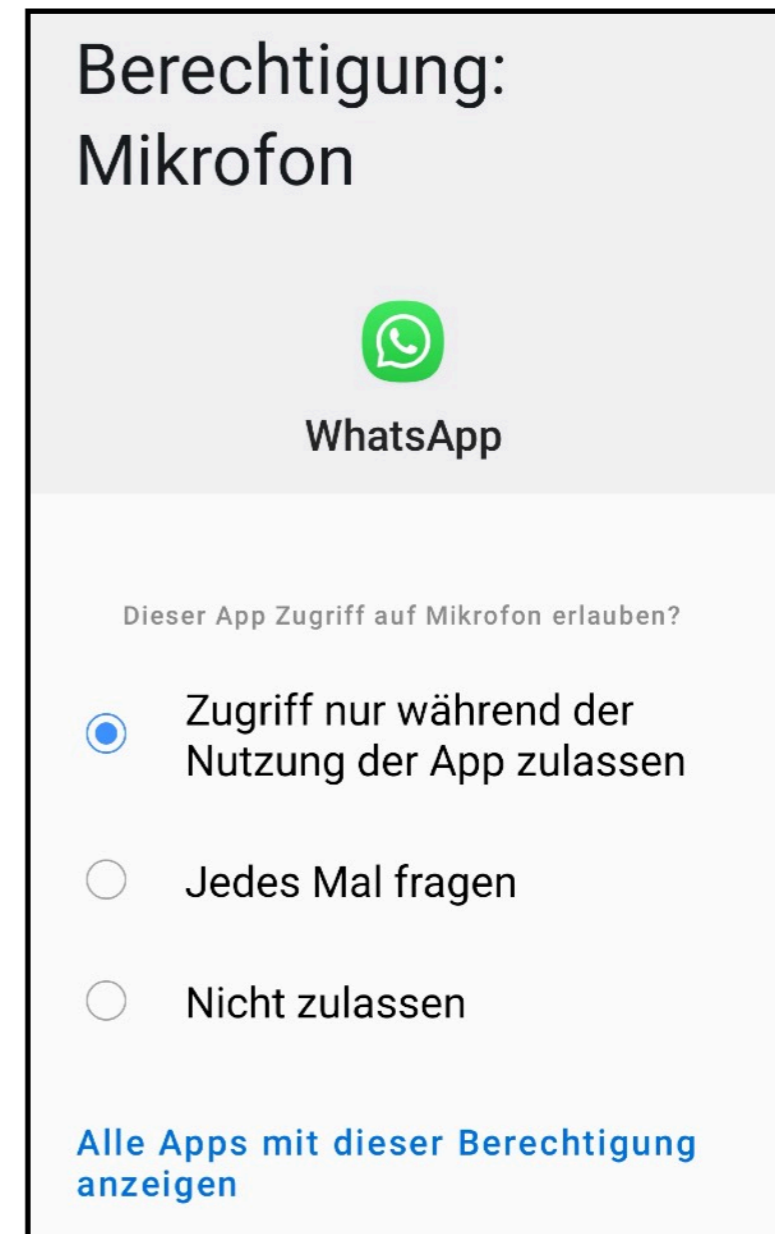 Berechtigung:
Mikrofon
WhatsApp
Dieser App Zugriff auf Mikrofon erlauben?
Zugriff nur während der
Nutzung der App zulassen
Jedes Mal fragen
Nicht zulassen
Alle Apps mit dieser Berechtigung
anzeigen